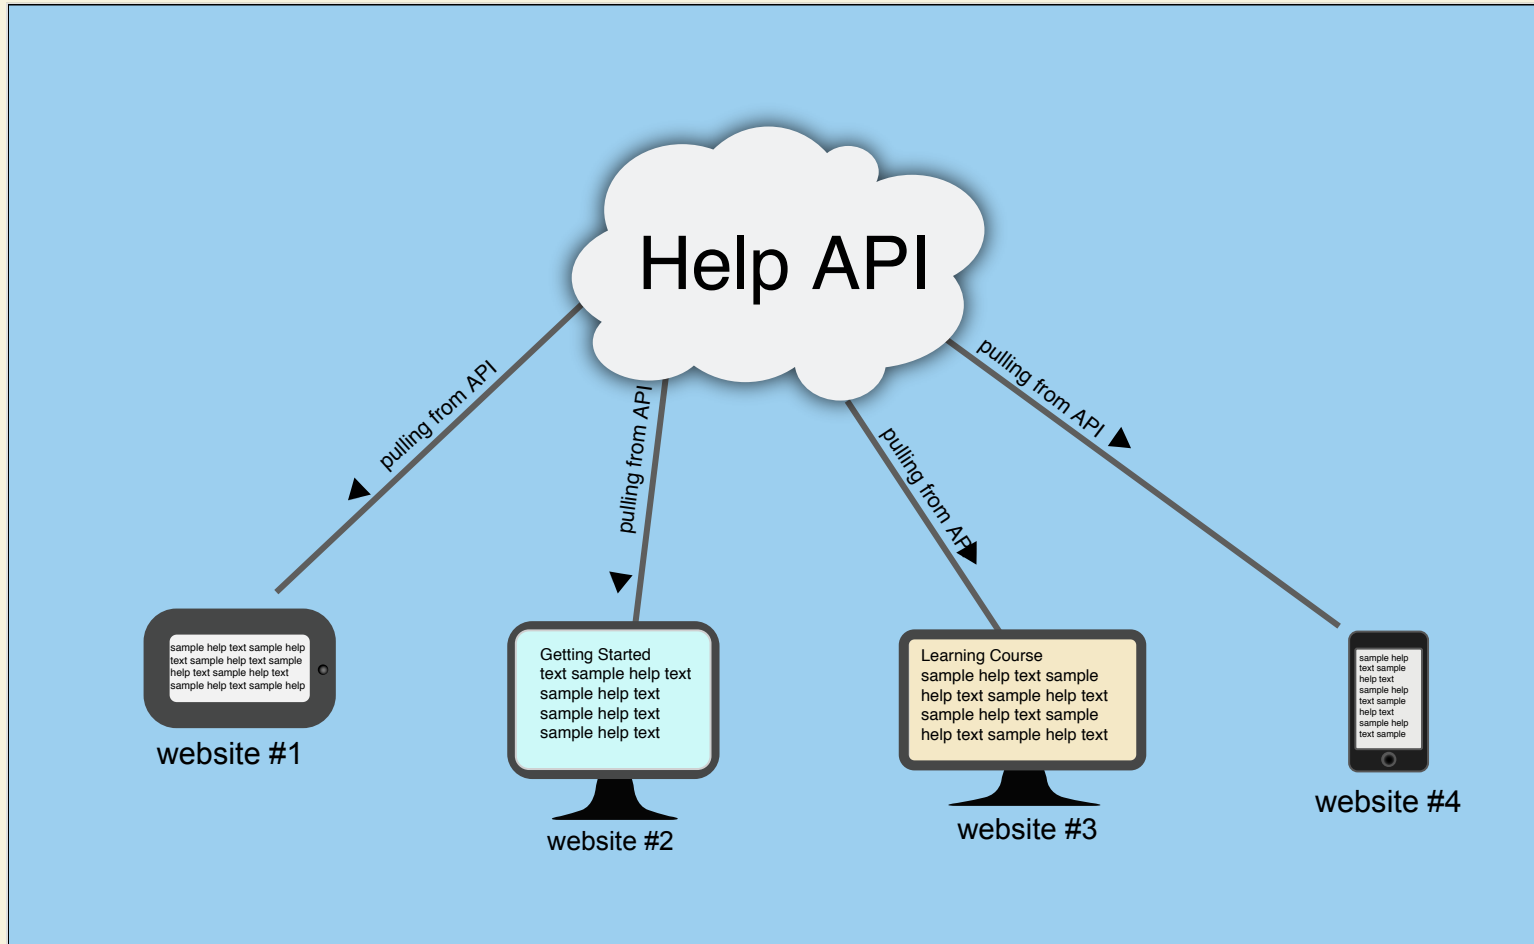 Help API
pulling from API
pulling from API
pulling from API
pulling from API
sample help text sample help
text sample help text sample
help text sample help text
sample help text sample help
website #1
Getting Started
text sample help text
sample help text
sample help text
sample help text
website #2
Learning Course
sample help text sample
help text sample help text
sample help text sample
help text sample help text
website #3
sample help
text sample
help text
sample help
text sample
help text
sample help
text sample
website #4